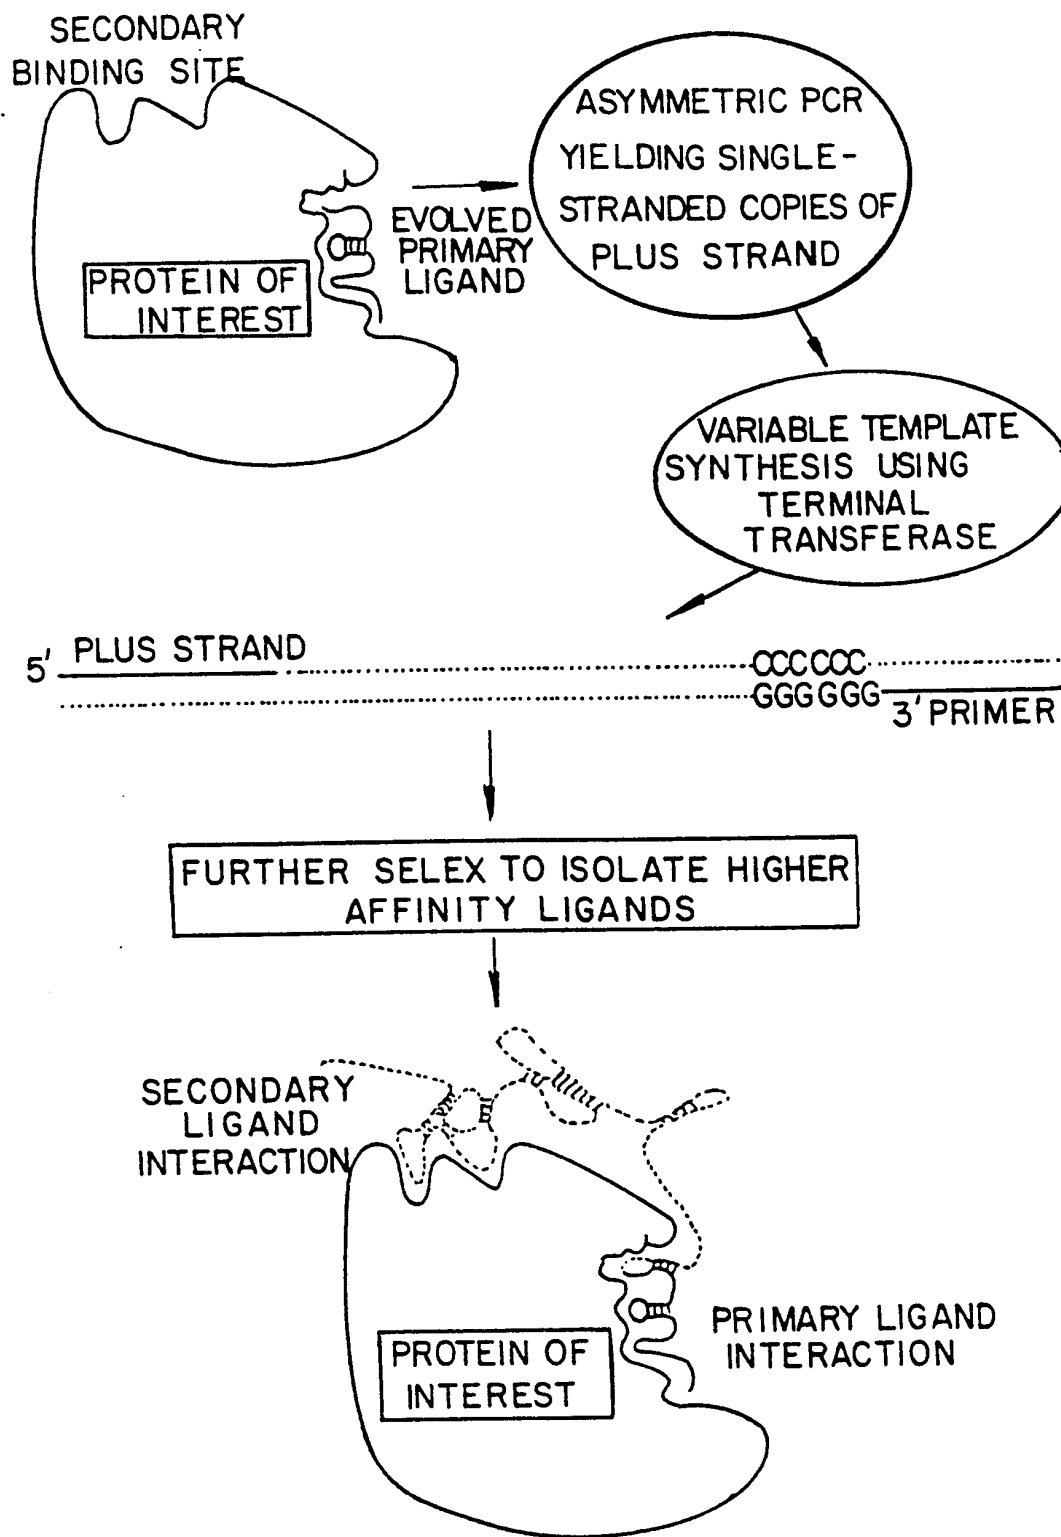 SECONDARY
BINDING SITE
PROTEIN OF
INTEREST
EVOLVED
PRIMARY
LIGAND
ASYMMETRIC PCR
YIELDING SINGLE-
STRANDED COPIES OF
PLUS STRAND
VARIABLE TEMPLATE
SYNTHESIS USING
TERMINAL
TRANSFERASE
5' PLUS STRAND
CCCCCC
GGGGGG
3' PRIMER
FURTHER SELEX TO ISOLATE HIGHER
AFFINITY LIGANDS
SECONDARY
LIGAND
INTERACTION
PROTEIN OF
INTEREST
PRIMARY LIGAND
INTERACTION